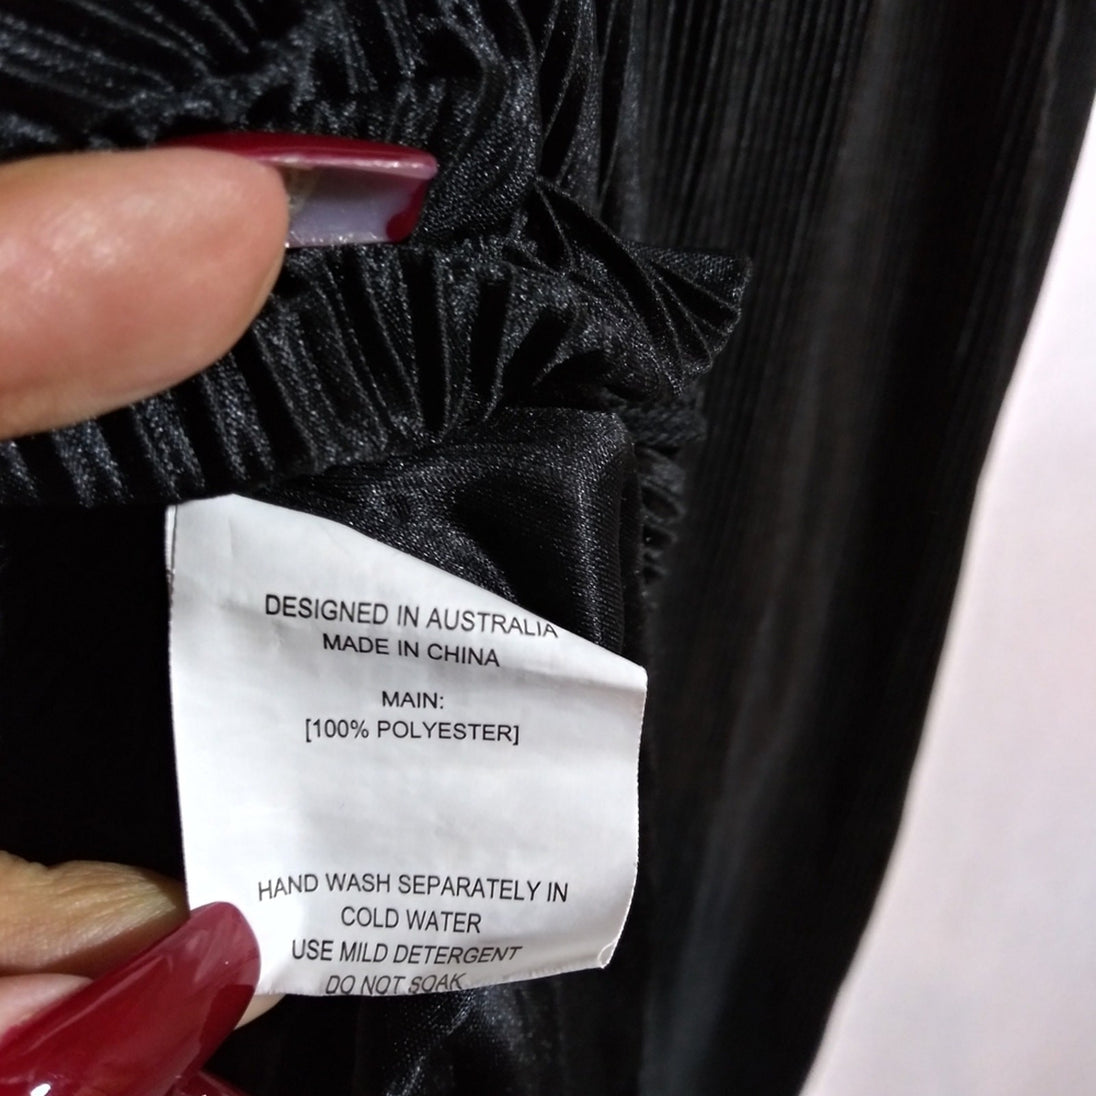 DESIGNED IN AUSTRALIA
MADE IN CHINA
MAIN:
[100% POLYESTER]
HAND WASH SEPARATELY IN
COLD WATER
USE MILD DETERGENT
DO NOT SOAK